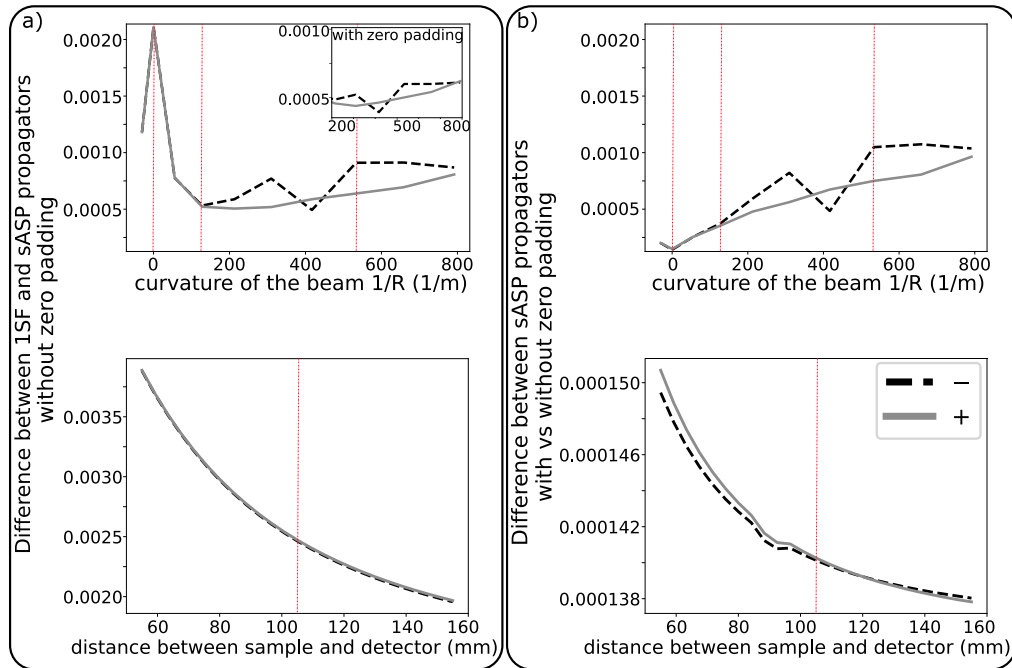 a)
Difference between 1SF and sASP propagators
without zero padding
0.0020
0.0015
0.0010
0.0005
0 200 400 600 800
curvature of the beam 1/R (1/m)
with zero padding
0.0010
0.0005
200 500 800
0.0035
0.0030
0.0025
0.0020
60 80 100 120 140 160
distance between sample and detector (mm)
b)
Difference between sASP propagators
with vs without zero padding
0.0020
0.0015
0.0010
0.0005
0 200 400 600 800
curvature of the beam 1/R (1/m)
0.000150
0.000146
0.000142
0.000138
60 80 100 120 140 160
distance between sample and detector (mm)
−
+